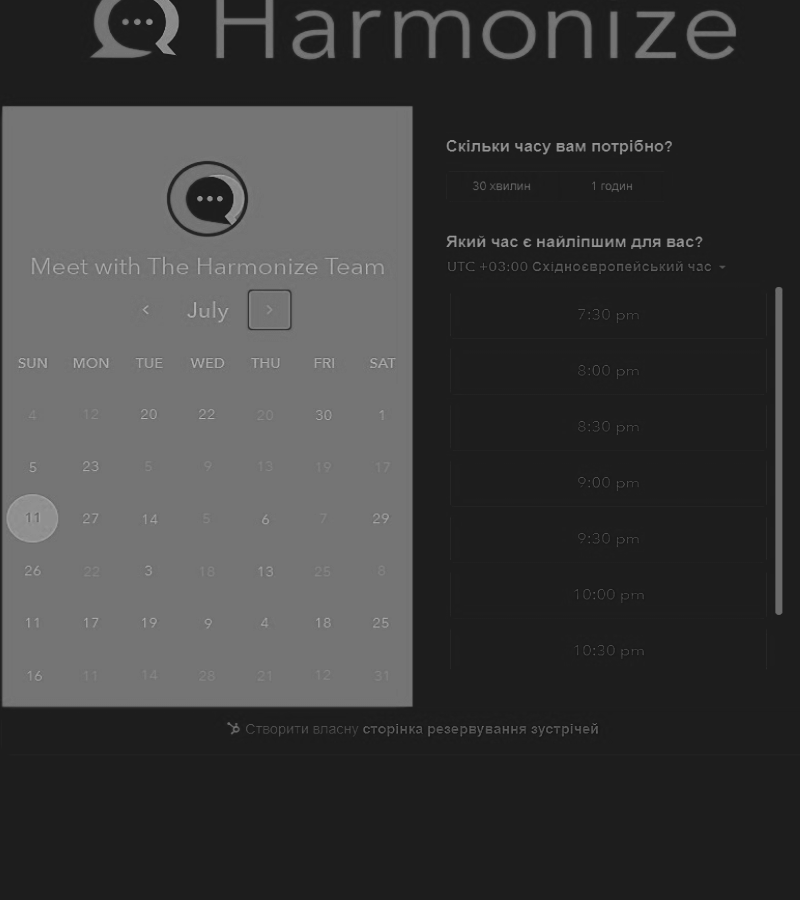 Harmonize
Meet with The Harmonize Team
July
SUN MON TUE WED THU FRI SAT
4 12 20 22 20 30 1
5 23 5 9 13 19 17
11 27 14 5 6 7 29
26 22 3 18 13 25 8
11 17 19 9 4 18 25
16 11 14 28 21 12 31
Скільки часу вам потрібно?
30 хвилин 1 годин
Який час є найліпшим для вас?
UTC +03:00 Східноєвропейський час
7:30 pm
8:00 pm
8:30 pm
9:00 pm
9:30 pm
10:00 pm
10:30 pm
Створити власну сторінка резервування зустрічей